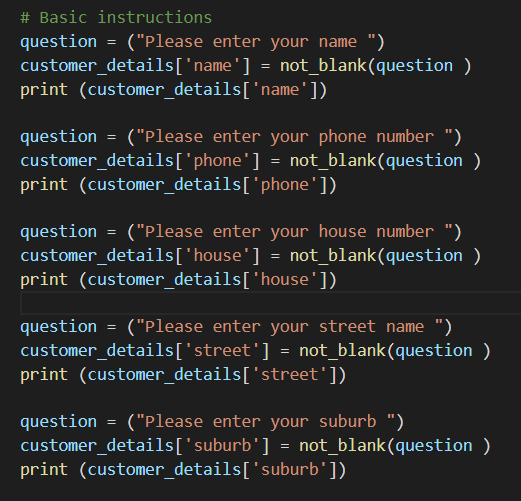 # Basic instructions
question = ("Please enter your name ")
customer_details['name'] = not_blank(question )
print (customer_details['name'])
question = ("Please enter your phone number ")
customer_details['phone'] = not_blank(question )
print (customer_details['phone'])
question = ("Please enter your house number ")
customer_details['house'] = not_blank(question )
print (customer_details['house'])
question = ("Please enter your street name ")
customer_details['street'] = not_blank(question )
print (customer_details['street'])
question = ("Please enter your suburb ")
customer_details['suburb'] = not_blank(question )
print (customer_details['suburb'])